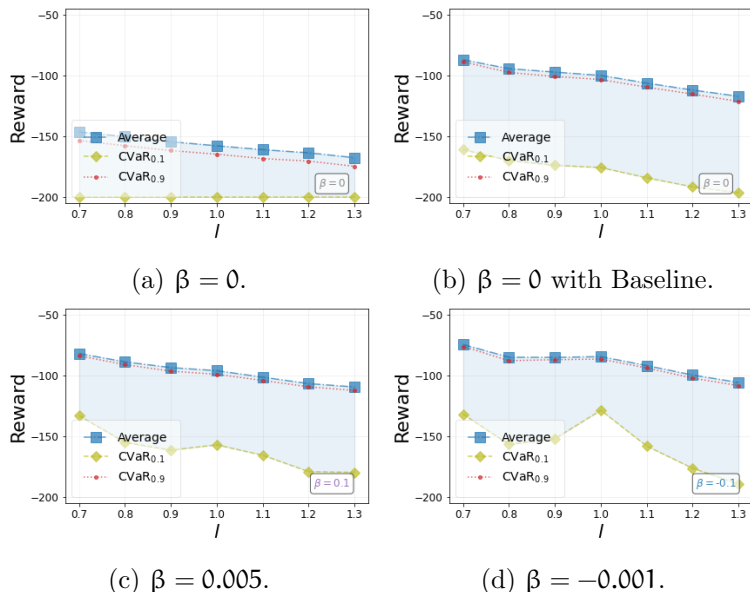 −50
−100
−150
−200
Reward
Average
CVaR0.1
CVaR0.9
β = 0
0.7 0.8 0.9 1.0 1.1 1.2 1.3
l
(a) β = 0.
−50
−100
−150
−200
Reward
Average
CVaR0.1
CVaR0.9
β = 0
0.7 0.8 0.9 1.0 1.1 1.2 1.3
l
(b) β = 0 with Baseline.
−50
−100
−150
−200
Reward
Average
CVaR0.1
CVaR0.9
β = 0.1
0.7 0.8 0.9 1.0 1.1 1.2 1.3
l
(c) β = 0.005.
−50
−100
−150
−200
Reward
Average
CVaR0.1
CVaR0.9
β = -0.1
0.7 0.8 0.9 1.0 1.1 1.2 1.3
l
(d) β = −0.001.